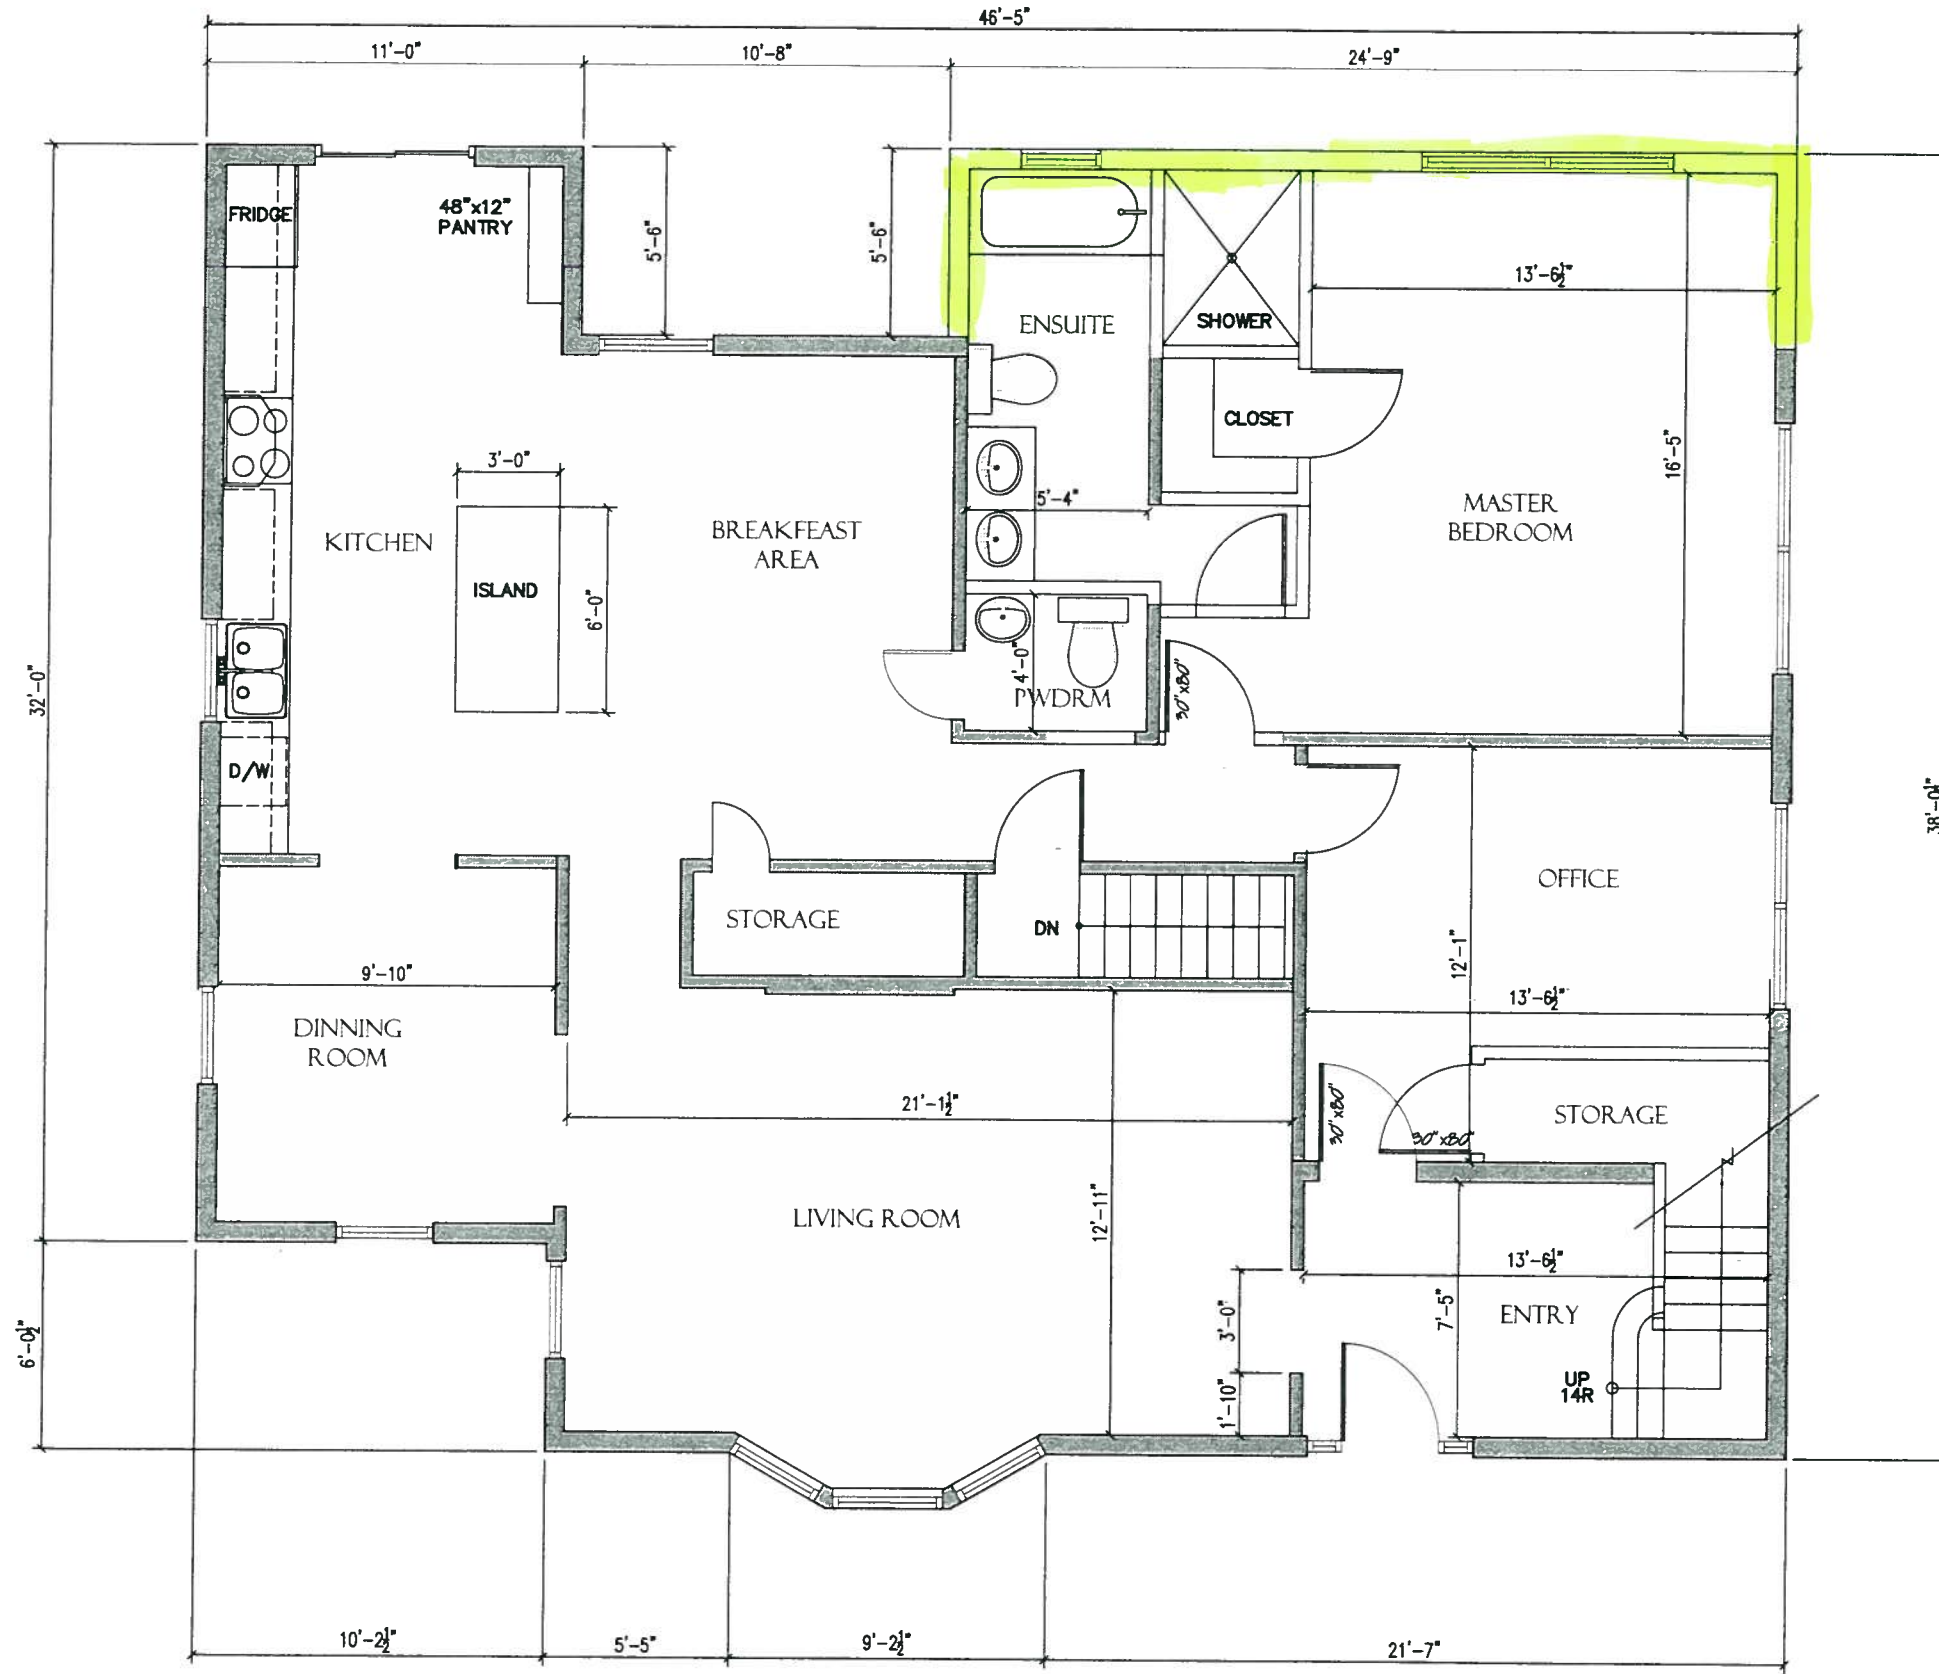 46'-5"
11'-0"
10'-8"
24'-9"
FRIDGE
48"x12"
PANTRY
5'-6"
5'-6"
ENSUITE
SHOWER
13'-6½"
CLOSET
3'-0"
16'-5"
KITCHEN
BREAKFEAST
AREA
5'-4"
MASTER
BEDROOM
ISLAND
6'-0"
32'-0"
4'-0"
PWDRM
30"x80"
D/W
38'-0½"
STORAGE
DN
OFFICE
12'-1"
9'-10"
13'-6½"
DINNING
ROOM
21'-1½"
30"x80"
30"x80"
STORAGE
LIVING ROOM
12'-11"
13'-6½"
ENTRY
7'-5"
3'-0"
6'-0½"
1'-10"
UP
14R
10'-2½"
5'-5"
9'-2½"
21'-7"